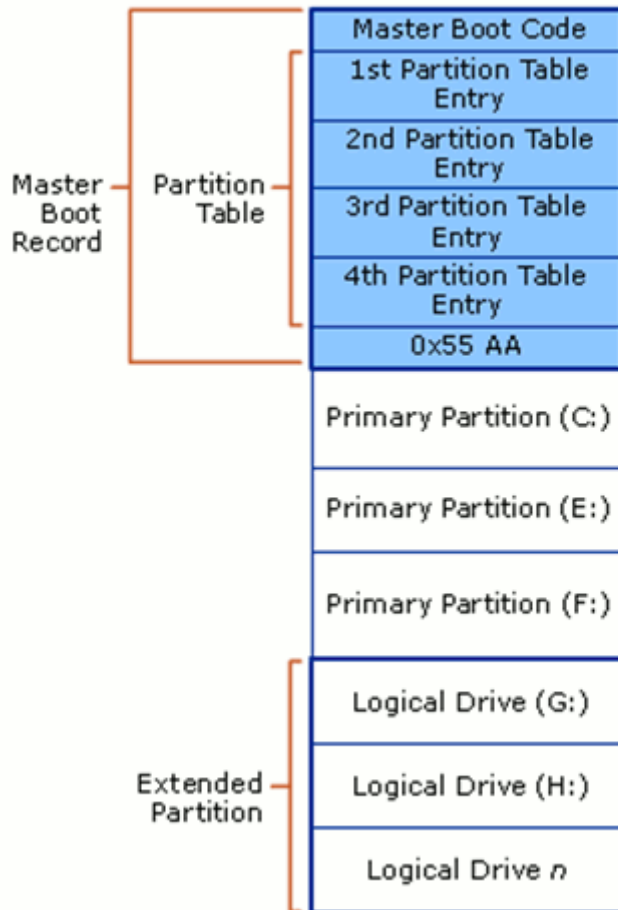 Master Boot Code
1st Partition Table
Entry
2nd Partition Table
Entry
3rd Partition Table
Entry
4th Partition Table
Entry
0x55 AA
Master
Boot
Record
Partition
Table
Primary Partition (C:)
Primary Partition (E:)
Primary Partition (F:)
Logical Drive (G:)
Logical Drive (H:)
Logical Drive n
Extended
Partition